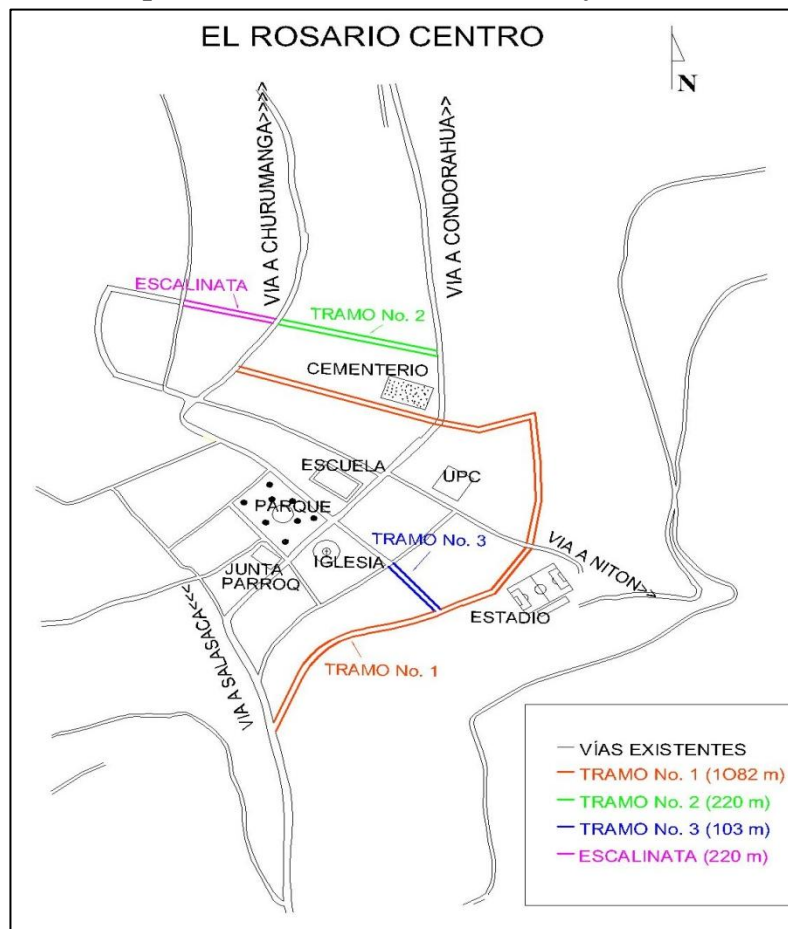 EL ROSARIO CENTRO
N
VIA A CHURUMANGA>>>>
VIA A CONDORAHUA>>
ESCALINATA
TRAMO No. 2
CEMENTERIO
ESCUELA
UPC
PARQUE
TRAMO No. 3
IGLESIA
JUNTA
PARROQ
VIA A NITON>>
ESTADIO
VIA A SALASACA<<<
TRAMO No. 1
VÍAS EXISTENTES
TRAMO No. 1 (1O82 m)
TRAMO No. 2 (220 m)
TRAMO No. 3 (103 m)
ESCALINATA (220 m)